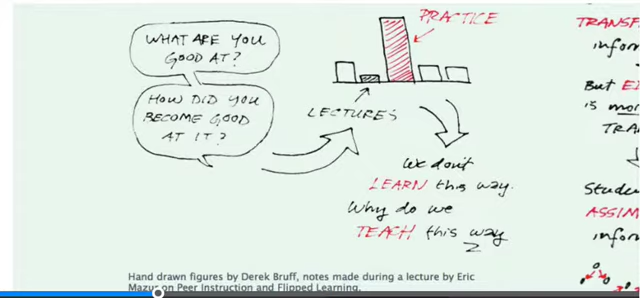 WHAT ARE YOU
GOOD AT?
HOW DID YOU
BECOME GOOD
AT IT?
PRACTICE
LECTURES
We don't
LEARN this way.
Why do we
TEACH this way
TRANSF
infor
But E
is mor
TRA
Stude
ASSIM
infor
Hand drawn figures by Derek Bruff, notes made during a lecture by Eric
Mazur on Peer Instruction and Flipped Learning.